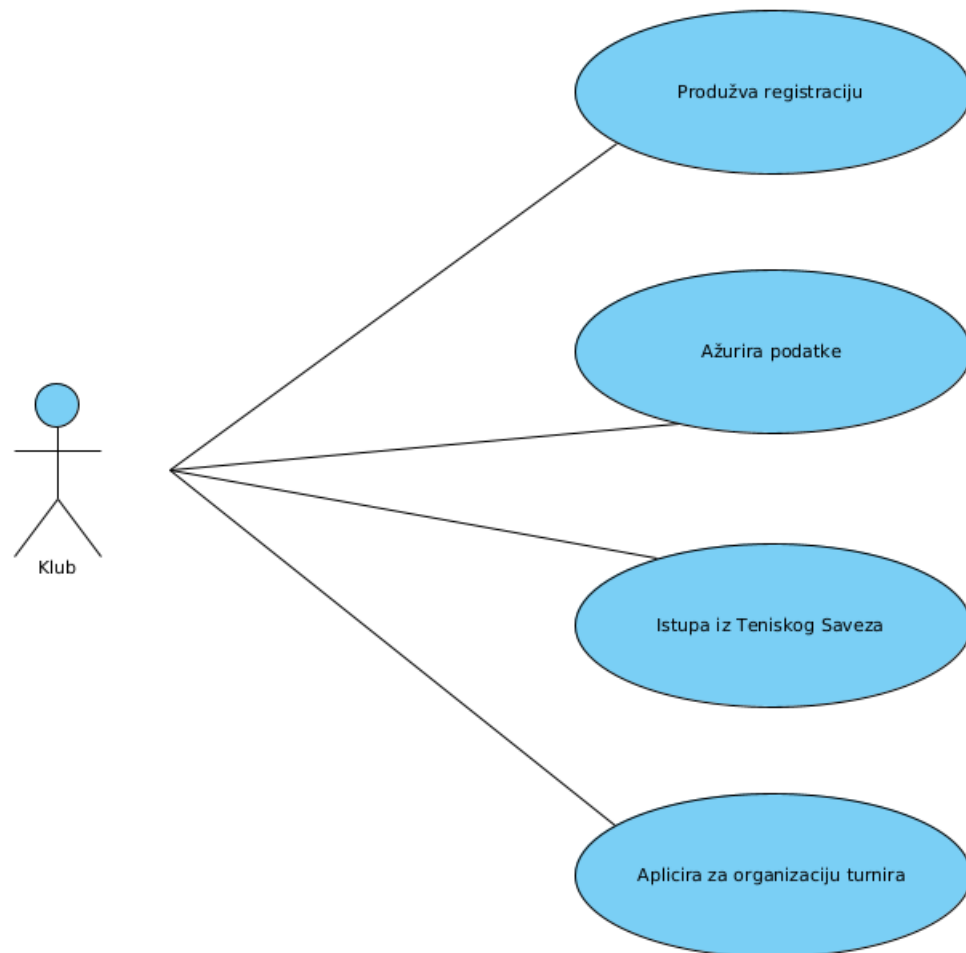 Produžva registraciju
Ažurira podatke
Klub
Istupa iz Teniskog Saveza
Aplicira za organizaciju turnira